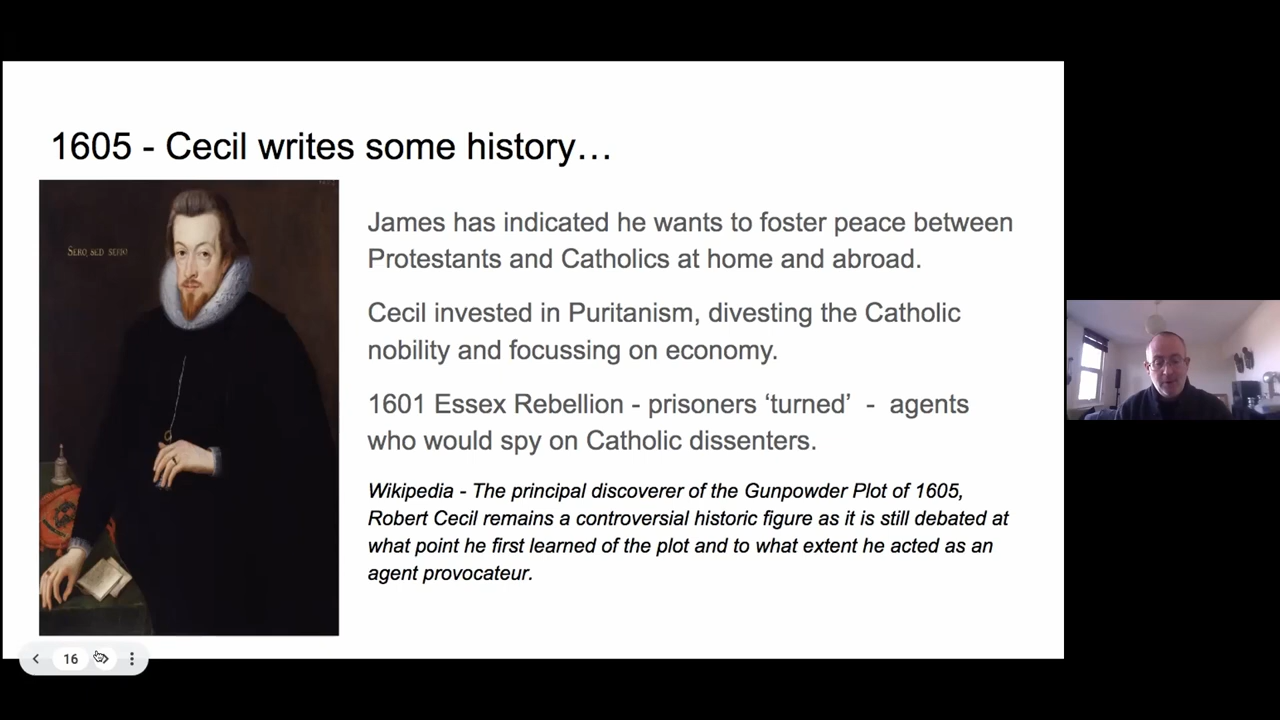 1605 - Cecil writes some history…
SERO, SED SERIO
James has indicated he wants to foster peace between
Protestants and Catholics at home and abroad.
Cecil invested in Puritanism, divesting the Catholic
nobility and focussing on economy.
1601 Essex Rebellion - prisoners ‘turned’ - agents
who would spy on Catholic dissenters.
Wikipedia - The principal discoverer of the Gunpowder Plot of 1605,
Robert Cecil remains a controversial historic figure as it is still debated at
what point he first learned of the plot and to what extent he acted as an
agent provocateur.
16